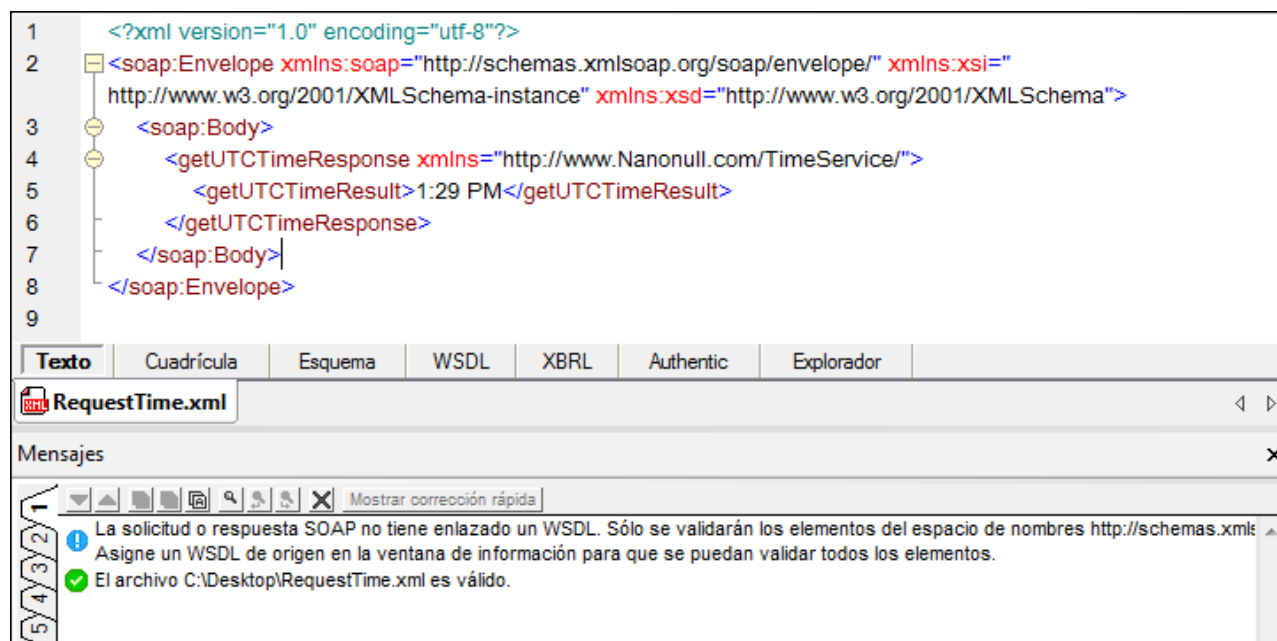 1 <?xml version="1.0" encoding="utf-8"?>
2 <soap:Envelope xmlns:soap="http://schemas.xmlsoap.org/soap/envelope/" xmlns:xsi="
http://www.w3.org/2001/XMLSchema-instance" xmlns:xsd="http://www.w3.org/2001/XMLSchema">
3 <soap:Body>
4 <getUTCTimeResponse xmlns="http://www.Nanonull.com/TimeService/">
5 <getUTCTimeResult>1:29 PM</getUTCTimeResult>
6 </getUTCTimeResponse>
7 </soap:Body>
8 </soap:Envelope>
9
Texto Cuadrícula Esquema WSDL XBRL Authentic Explorador
RequestTime.xml
Mensajes
Mostrar corrección rápida
1 2 3 4 5
La solicitud o respuesta SOAP no tiene enlazado un WSDL. Sólo se validarán los elementos del espacio de nombres http://schemas.xmls
Asigne un WSDL de origen en la ventana de información para que se puedan validar todos los elementos.
El archivo C:\Desktop\RequestTime.xml es válido.